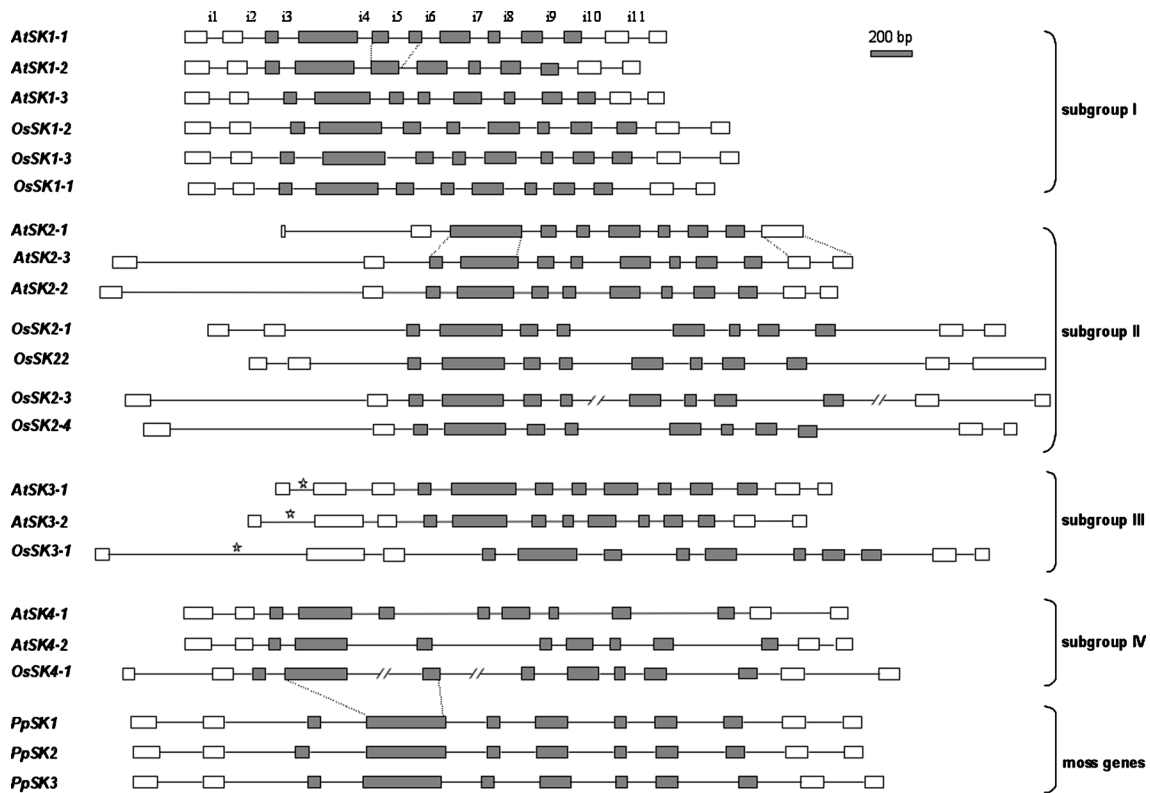 i1 i2 i3 i4 i5 i6 i7 i8 i9 i10 i11
AtSK1-1
200 bp
AtSK1-2
AtSK1-3
subgroup I
OsSK1-2
OsSK1-3
OsSK1-1
AtSK2-1
AtSK2-3
AtSK2-2
OsSK2-1
subgroup II
OsSK22
OsSK2-3
OsSK2-4
AtSK3-1
AtSK3-2
subgroup III
OsSK3-1
AtSK4-1
AtSK4-2
subgroup IV
OsSK4-1
PpSK1
PpSK2
moss genes
PpSK3